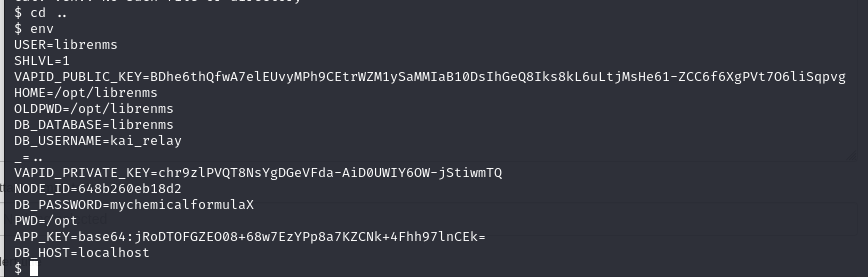 $ cd ..
$ env
USER=librenms
SHLVL=1
VAPID_PUBLIC_KEY=BDhe6thQfwA7elEUvyMPh9CEtrWZM1ySaMMIaB10DsIhGeQ8Iks8kL6uLtjMsHe61-ZCC6f6XgPVt7O6liSqpvg
HOME=/opt/librenms
OLDPWD=/opt/librenms
DB_DATABASE=librenms
DB_USERNAME=kai_relay
_=..
VAPID_PRIVATE_KEY=chr9zlPVQT8NsYgDGeVFda-AiD0UWIY6OW-jStiwmTQ
NODE_ID=648b260eb18d2
DB_PASSWORD=mychemicalformulaX
PWD=/opt
APP_KEY=base64:jRoDTOFGZEO08+68w7EzYPp8a7KZCNk+4Fhh97lnCEk=
DB_HOST=localhost
$